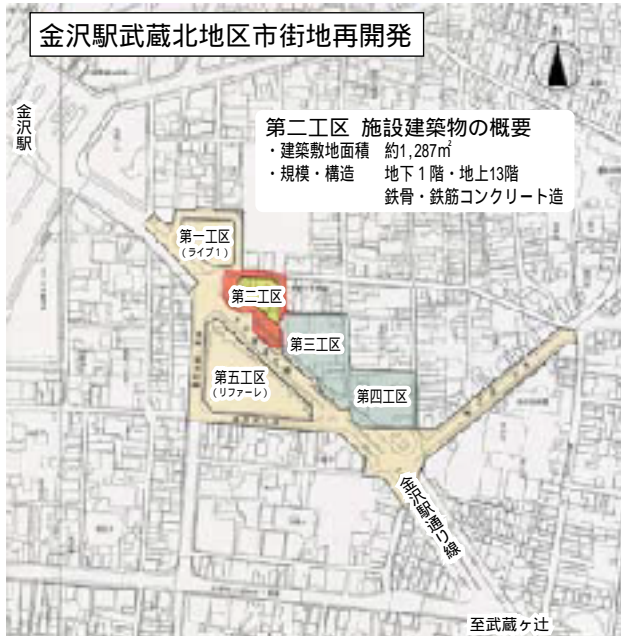 金沢駅武蔵北地区市街地再開発
金沢駅
第二工区 施設建築物の概要
・建築敷地面積 約1,287㎡
・規模・構造 地下1階・地上13階
鉄骨・鉄筋コンクリート造
第一工区
(ライブ1)
第二工区
第三工区
第五工区
(リファーレ)
第四工区
金沢駅通り線
至武蔵ヶ辻